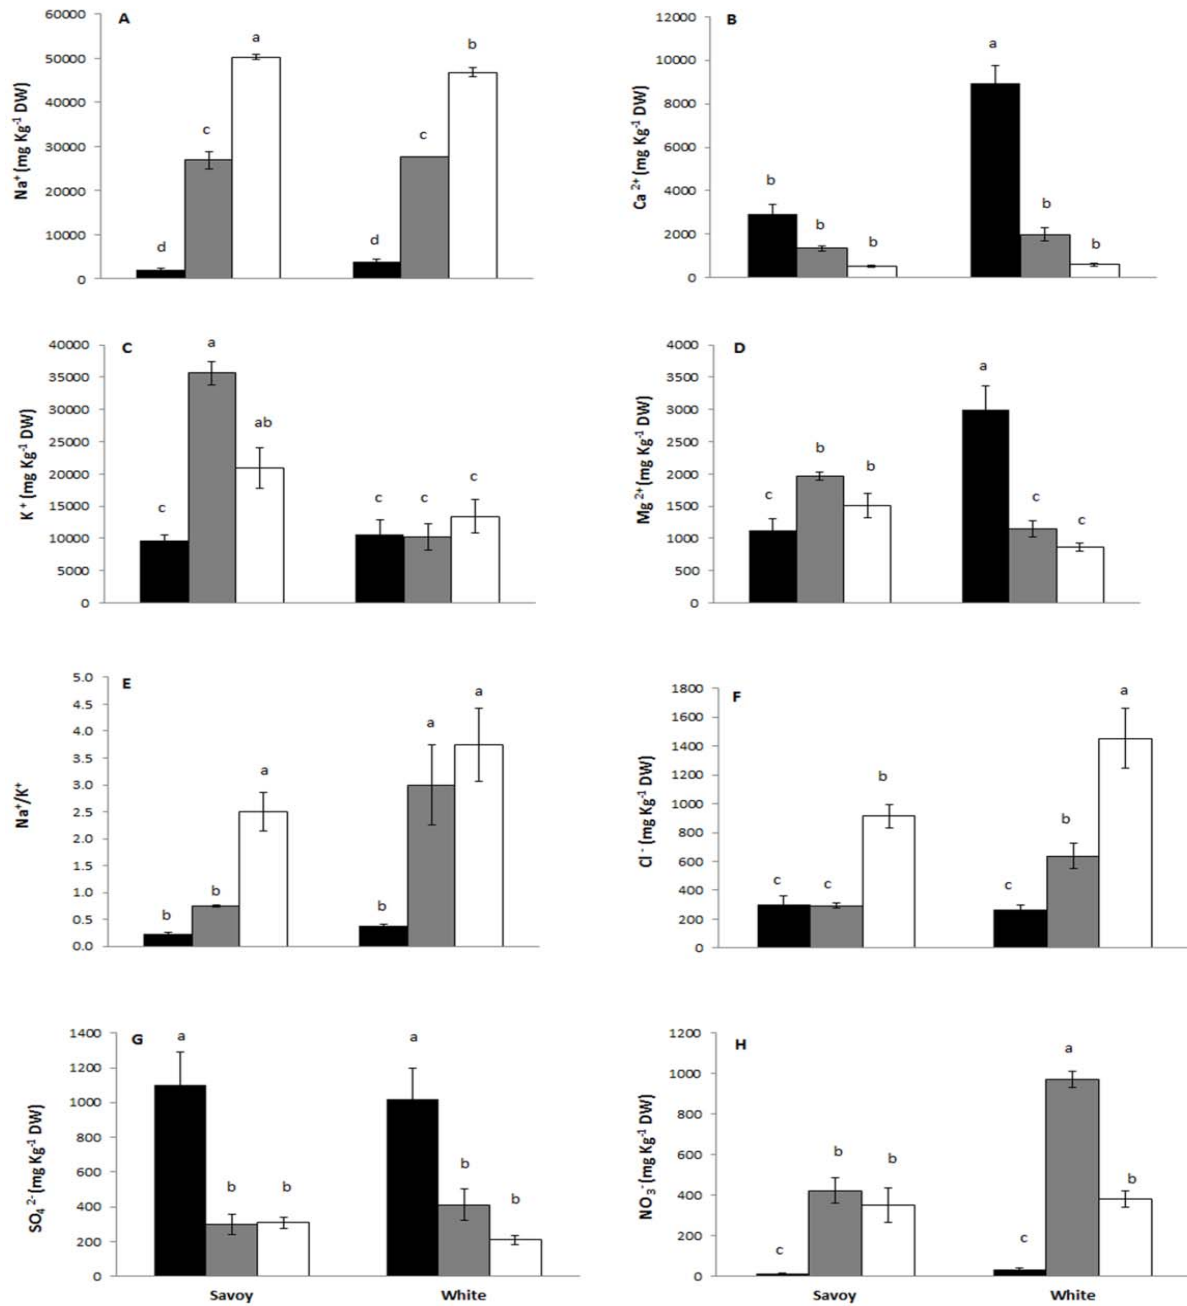 A
Na⁺ (mg Kg⁻¹ DW)
60000
50000
40000
30000
20000
10000
0
d
c
a
d
c
b
B
Ca ²⁺ (mg Kg⁻¹ DW)
12000
10000
8000
6000
4000
2000
0
b
b
b
a
b
b
C
K ⁺ (mg Kg⁻¹ DW)
40000
35000
30000
25000
20000
15000
10000
5000
0
c
a
ab
c
c
c
D
Mg ²⁺ (mg Kg⁻¹ DW)
4000
3500
3000
2500
2000
1500
1000
500
0
c
b
b
a
c
c
E
Na⁺/K⁺
5.0
4.5
4.0
3.5
3.0
2.5
2.0
1.5
1.0
0.5
0.0
b
b
a
b
a
a
F
Cl ⁻ (mg Kg⁻¹ DW)
1800
1600
1400
1200
1000
800
600
400
200
0
c
c
b
c
b
a
G
SO₄ ²⁻ (mg Kg⁻¹ DW)
1400
1200
1000
800
600
400
200
0
a
b
b
a
b
b
Savoy
White
H
NO₃⁻ (mg Kg⁻¹ DW)
1200
1000
800
600
400
200
0
c
b
b
c
a
b
Savoy
White